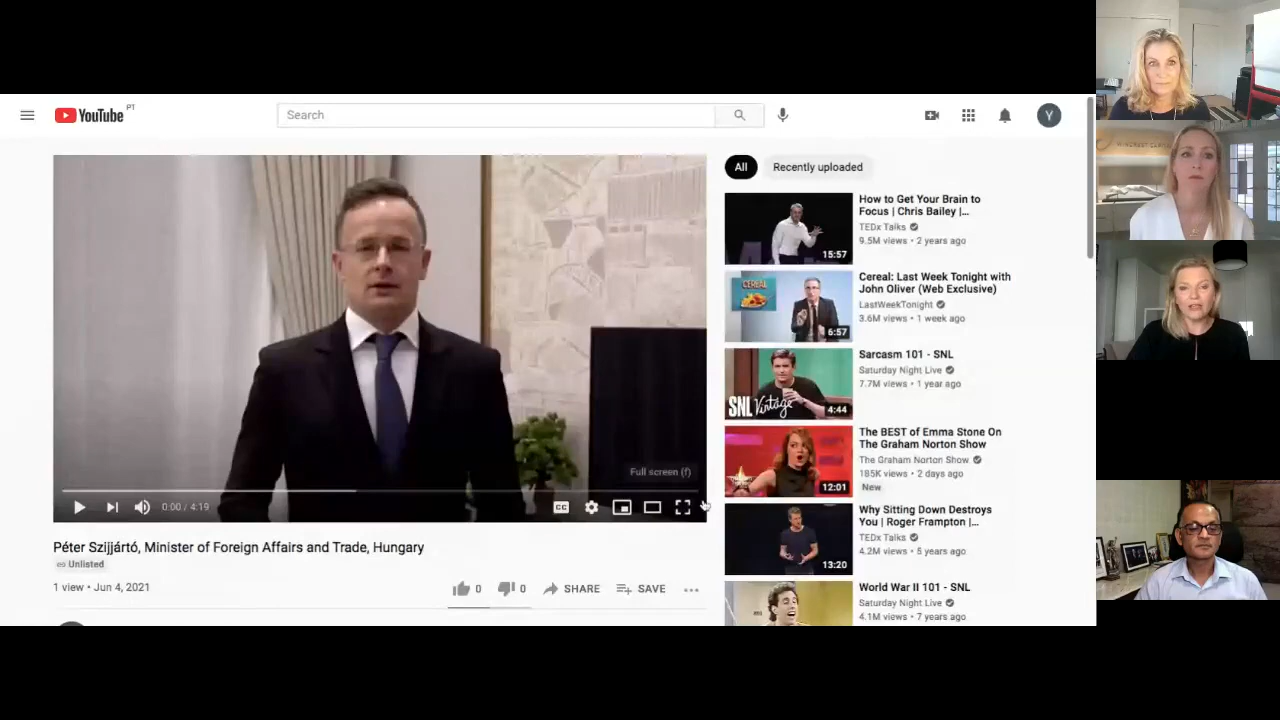 YouTube PT
Search
Y
All
Recently uploaded
How to Get Your Brain to
Focus | Chris Bailey |...
TEDx Talks
9.5M views • 2 years ago
15:57
CEREAL
Cereal: Last Week Tonight with
John Oliver (Web Exclusive)
LastWeekTonight
3.6M views • 1 week ago
6:57
Sarcasm 101 - SNL
Saturday Night Live
7.7M views • 1 year ago
SNL Vintage
4:44
The BEST of Emma Stone On
The Graham Norton Show
The Graham Norton Show
185K views • 2 days ago
New
12:01
Why Sitting Down Destroys
You | Roger Frampton |...
TEDx Talks
4.2M views • 5 years ago
13:20
World War II 101 - SNL
Saturday Night Live
4.1M views • 7 years ago
Full screen (f)
0:00 / 4:19
CC
Péter Szijjártó, Minister of Foreign Affairs and Trade, Hungary
Unlisted
1 view • Jun 4, 2021
0
0
SHARE
SAVE
WINCREST CAPITAL